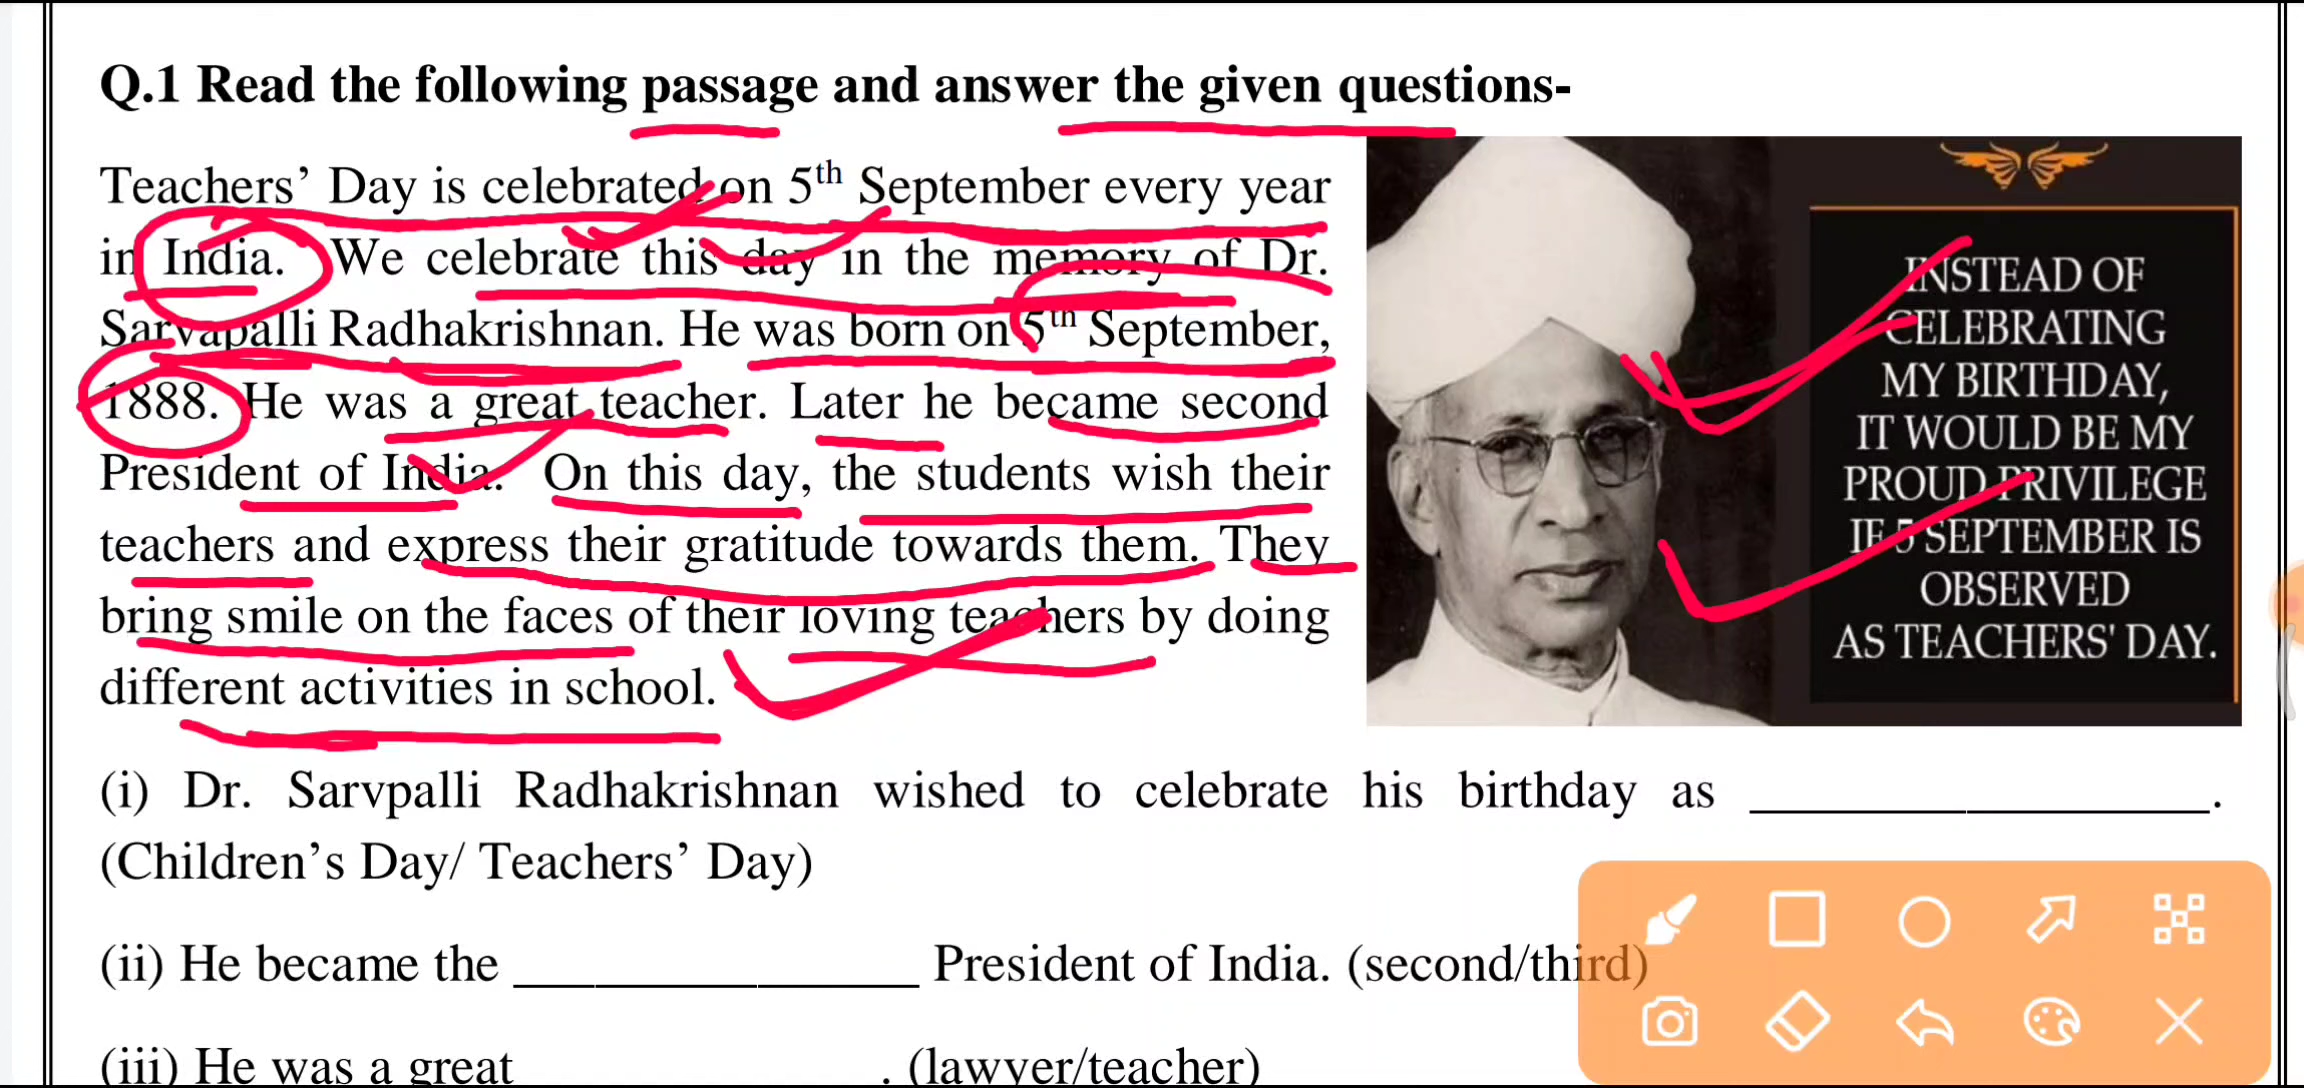 Q.1 Read the following passage and answer the given questions-
Teachers’ Day is celebrated on 5th September every year
in India. We celebrate this day in the memory of Dr.
Sarvapalli Radhakrishnan. He was born on 5th September,
1888. He was a great teacher. Later he became second
President of India. On this day, the students wish their
teachers and express their gratitude towards them. They
bring smile on the faces of their loving teachers by doing
different activities in school.
INSTEAD OF
CELEBRATING
MY BIRTHDAY,
IT WOULD BE MY
PROUD PRIVILEGE
IF 5 SEPTEMBER IS
OBSERVED
AS TEACHERS' DAY.
(i) Dr. Sarvpalli Radhakrishnan wished to celebrate his birthday as ____________.
(Children’s Day/ Teachers’ Day)
(ii) He became the ____________ President of India. (second/third)
(iii) He was a great ____________. (lawyer/teacher)